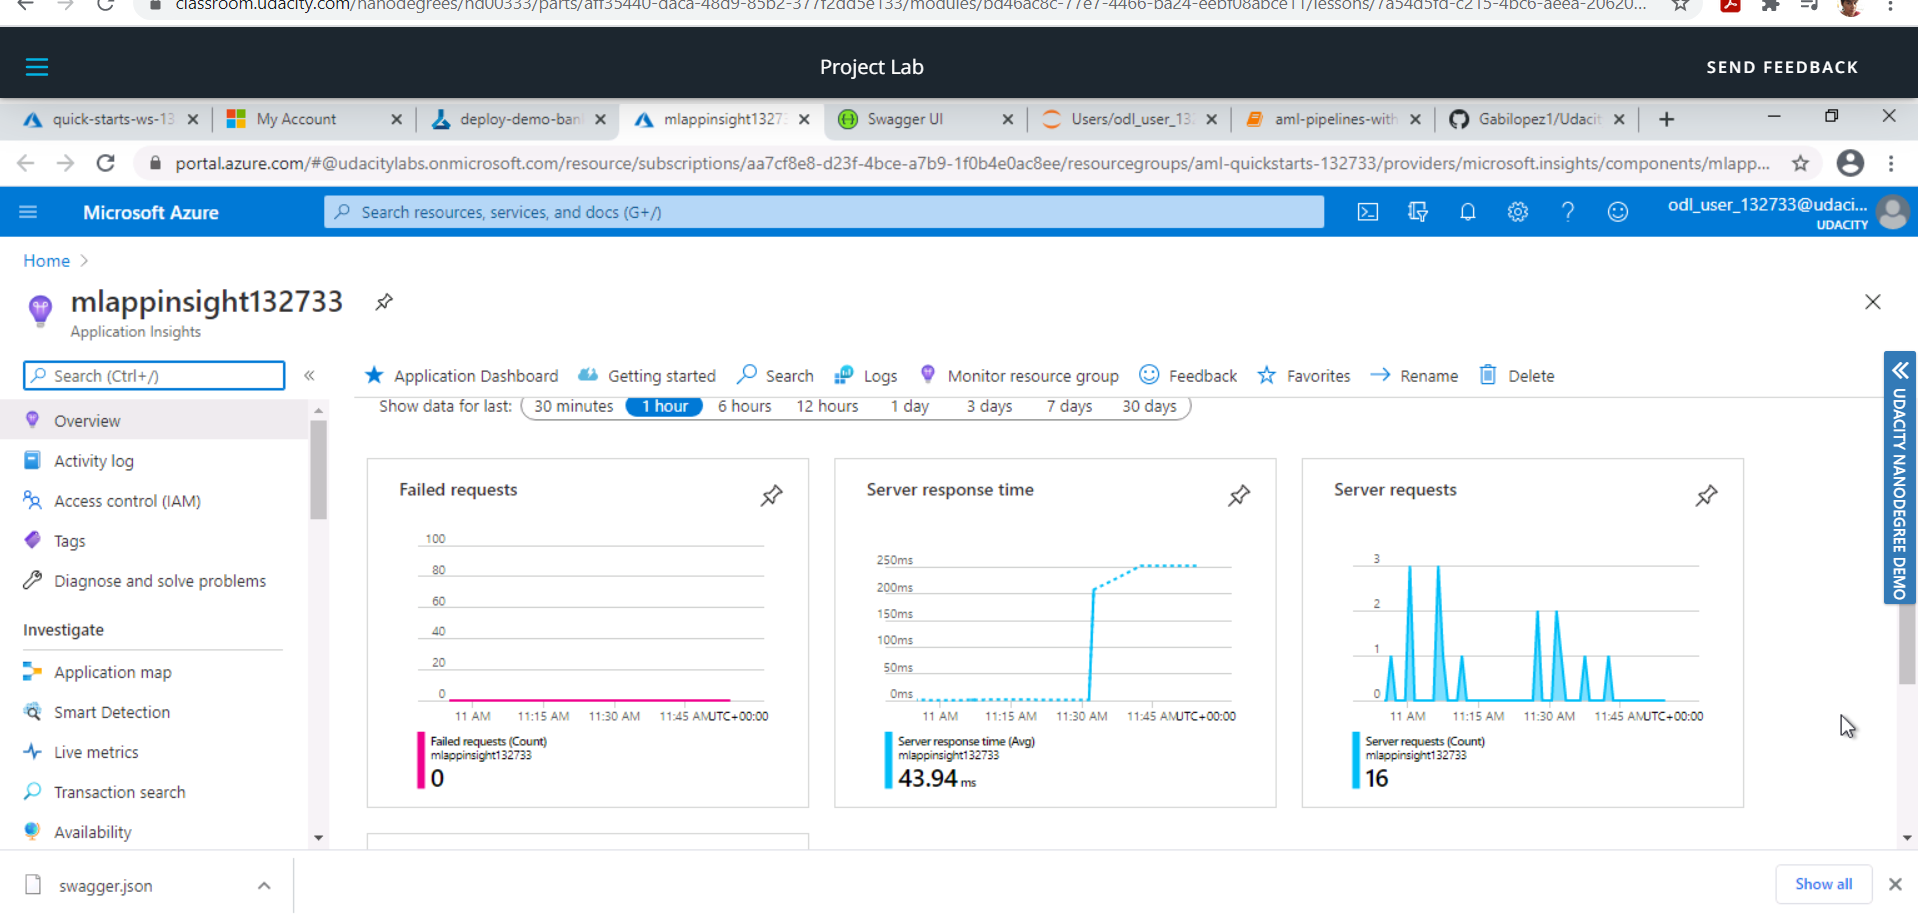 classroom.udacity.com/nanodegrees/nd00333/parts/aff35440-daca-48d9-85b2-377f2dd5e133/modules/bd46ac8c-77e7-4466-ba24-eebf08abce11/lessons/7a54d5fd-c215-4bc6-aeea-20620...
Project Lab
SEND FEEDBACK
quick-starts-ws-13
My Account
deploy-demo-ban
mlappinsight13273
Swagger UI
Users/odl_user_13
aml-pipelines-with
Gabilopez1/Udacit
portal.azure.com/#@udacitylabs.onmicrosoft.com/resource/subscriptions/aa7cf8e8-d23f-4bce-a7b9-1f0b4e0ac8ee/resourcegroups/aml-quickstarts-132733/providers/microsoft.insights/components/mlapp...
Microsoft Azure
Search resources, services, and docs (G+/)
odl_user_132733@udaci...
UDACITY
Home
mlappinsight132733
Application Insights
Search (Ctrl+/)
Application Dashboard
Getting started
Search
Logs
Monitor resource group
Feedback
Favorites
Rename
Delete
Show data for last:
30 minutes
1 hour
6 hours
12 hours
1 day
3 days
7 days
30 days
Overview
Activity log
Access control (IAM)
Tags
Diagnose and solve problems
Investigate
Application map
Smart Detection
Live metrics
Transaction search
Availability
Failed requests
100
80
60
40
20
0
11 AM
11:15 AM
11:30 AM
11:45 AM
UTC+00:00
Failed requests (Count)
mlappinsight132733
0
Server response time
250ms
200ms
150ms
100ms
50ms
0ms
11 AM
11:15 AM
11:30 AM
11:45 AM
UTC+00:00
Server response time (Avg)
mlappinsight132733
43.94 ms
Server requests
3
2
1
0
11 AM
11:15 AM
11:30 AM
11:45 AM
UTC+00:00
Server requests (Count)
mlappinsight132733
16
UDACITY NANODEGREE DEMO
swagger.json
Show all